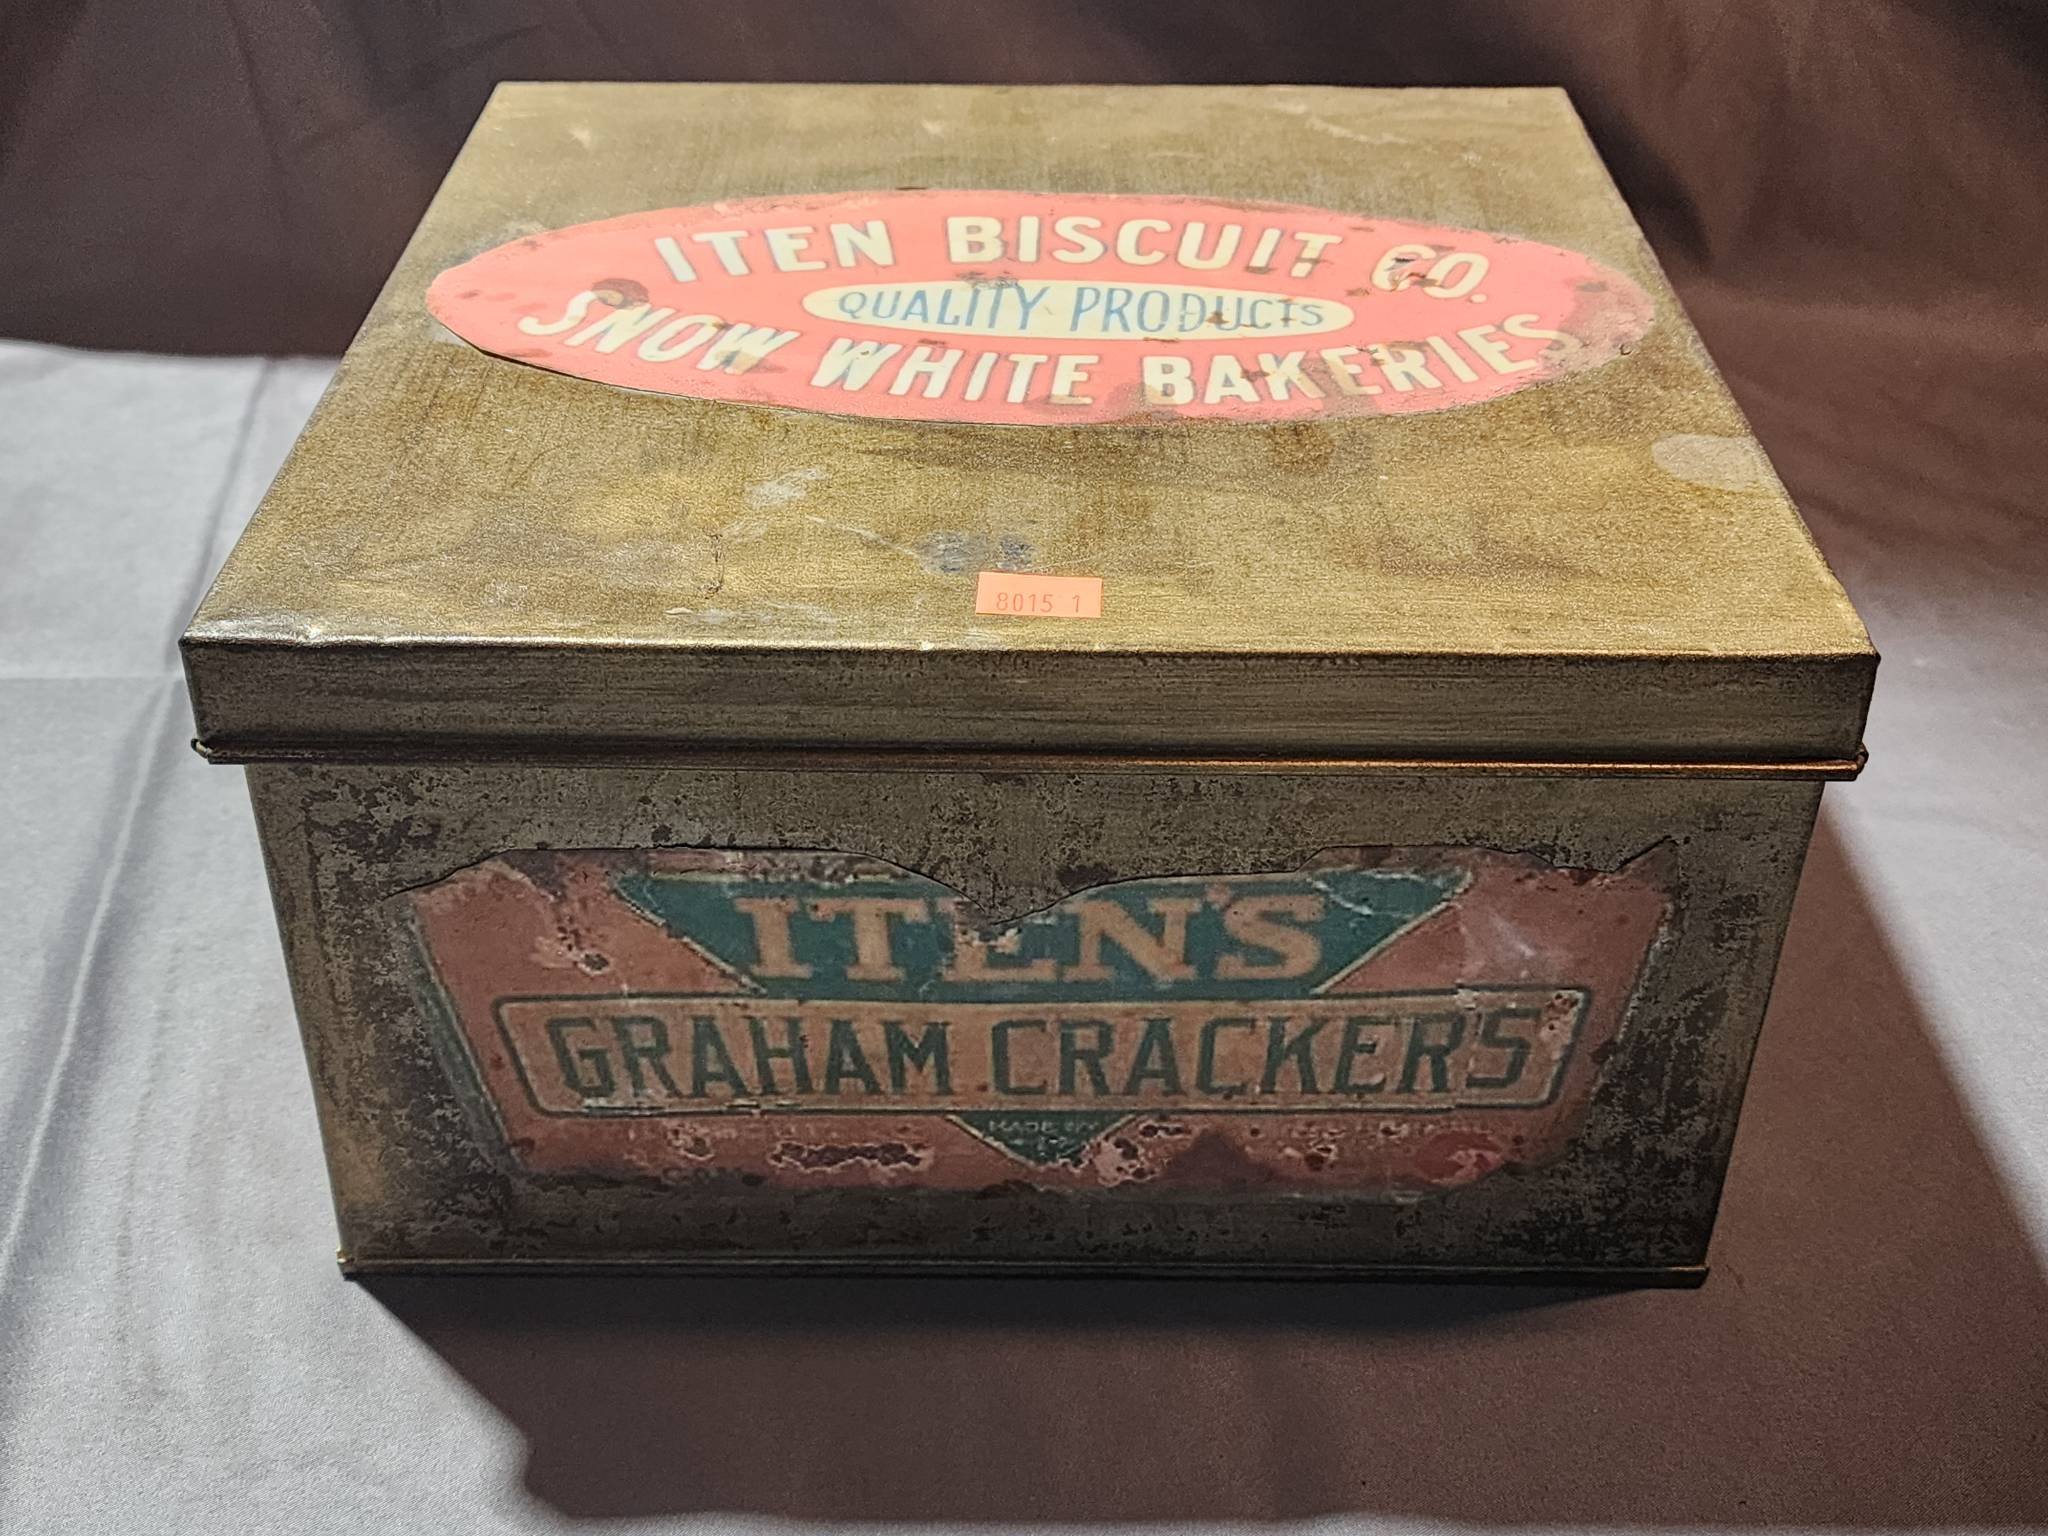 ITEN BISCUIT CO.
QUALITY PRODUCTS
SNOW WHITE BAKERIES
8015 1
ITEN'S
GRAHAM CRACKERS
MADE BY